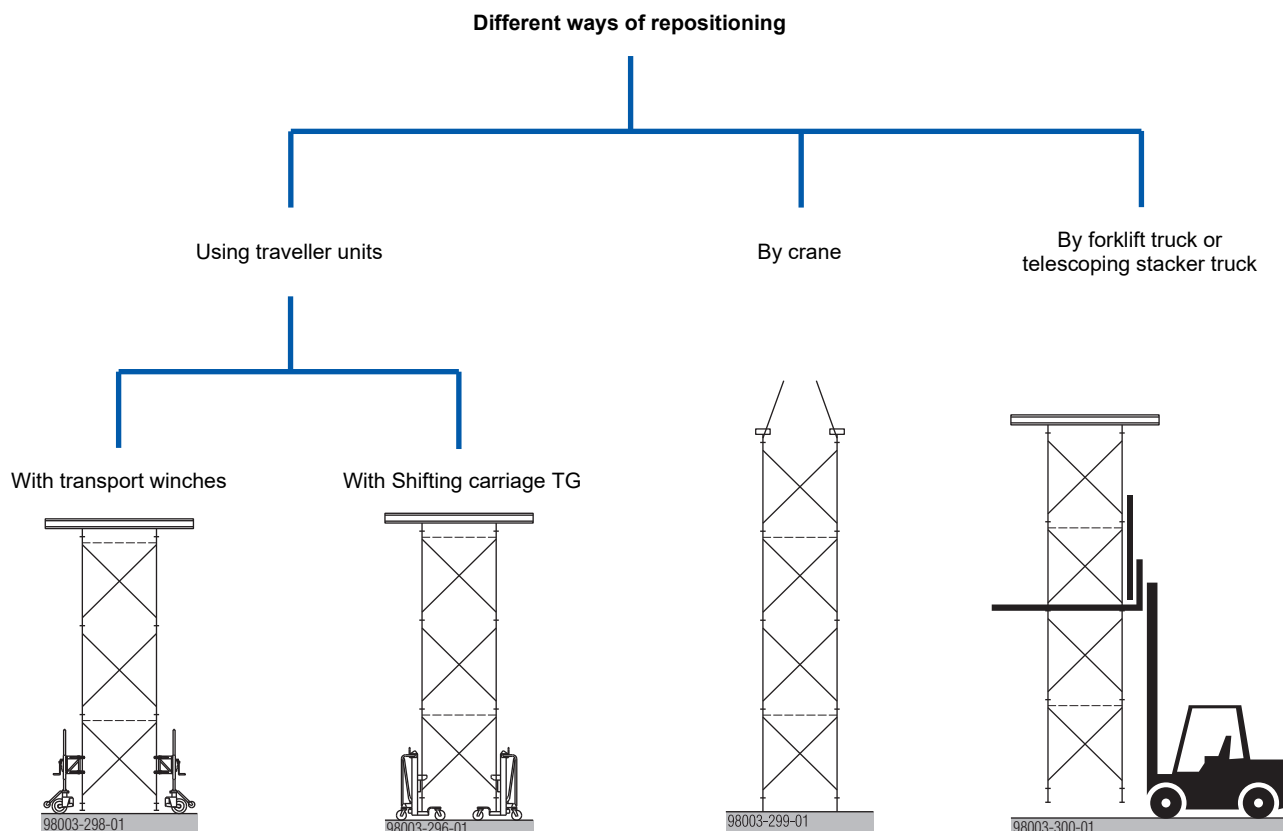 Different ways of repositioning
Using traveller units
By crane
By forklift truck or
telescoping stacker truck
With transport winches
With Shifting carriage TG
98003-298-01
98003-296-01
98003-299-01
98003-300-01